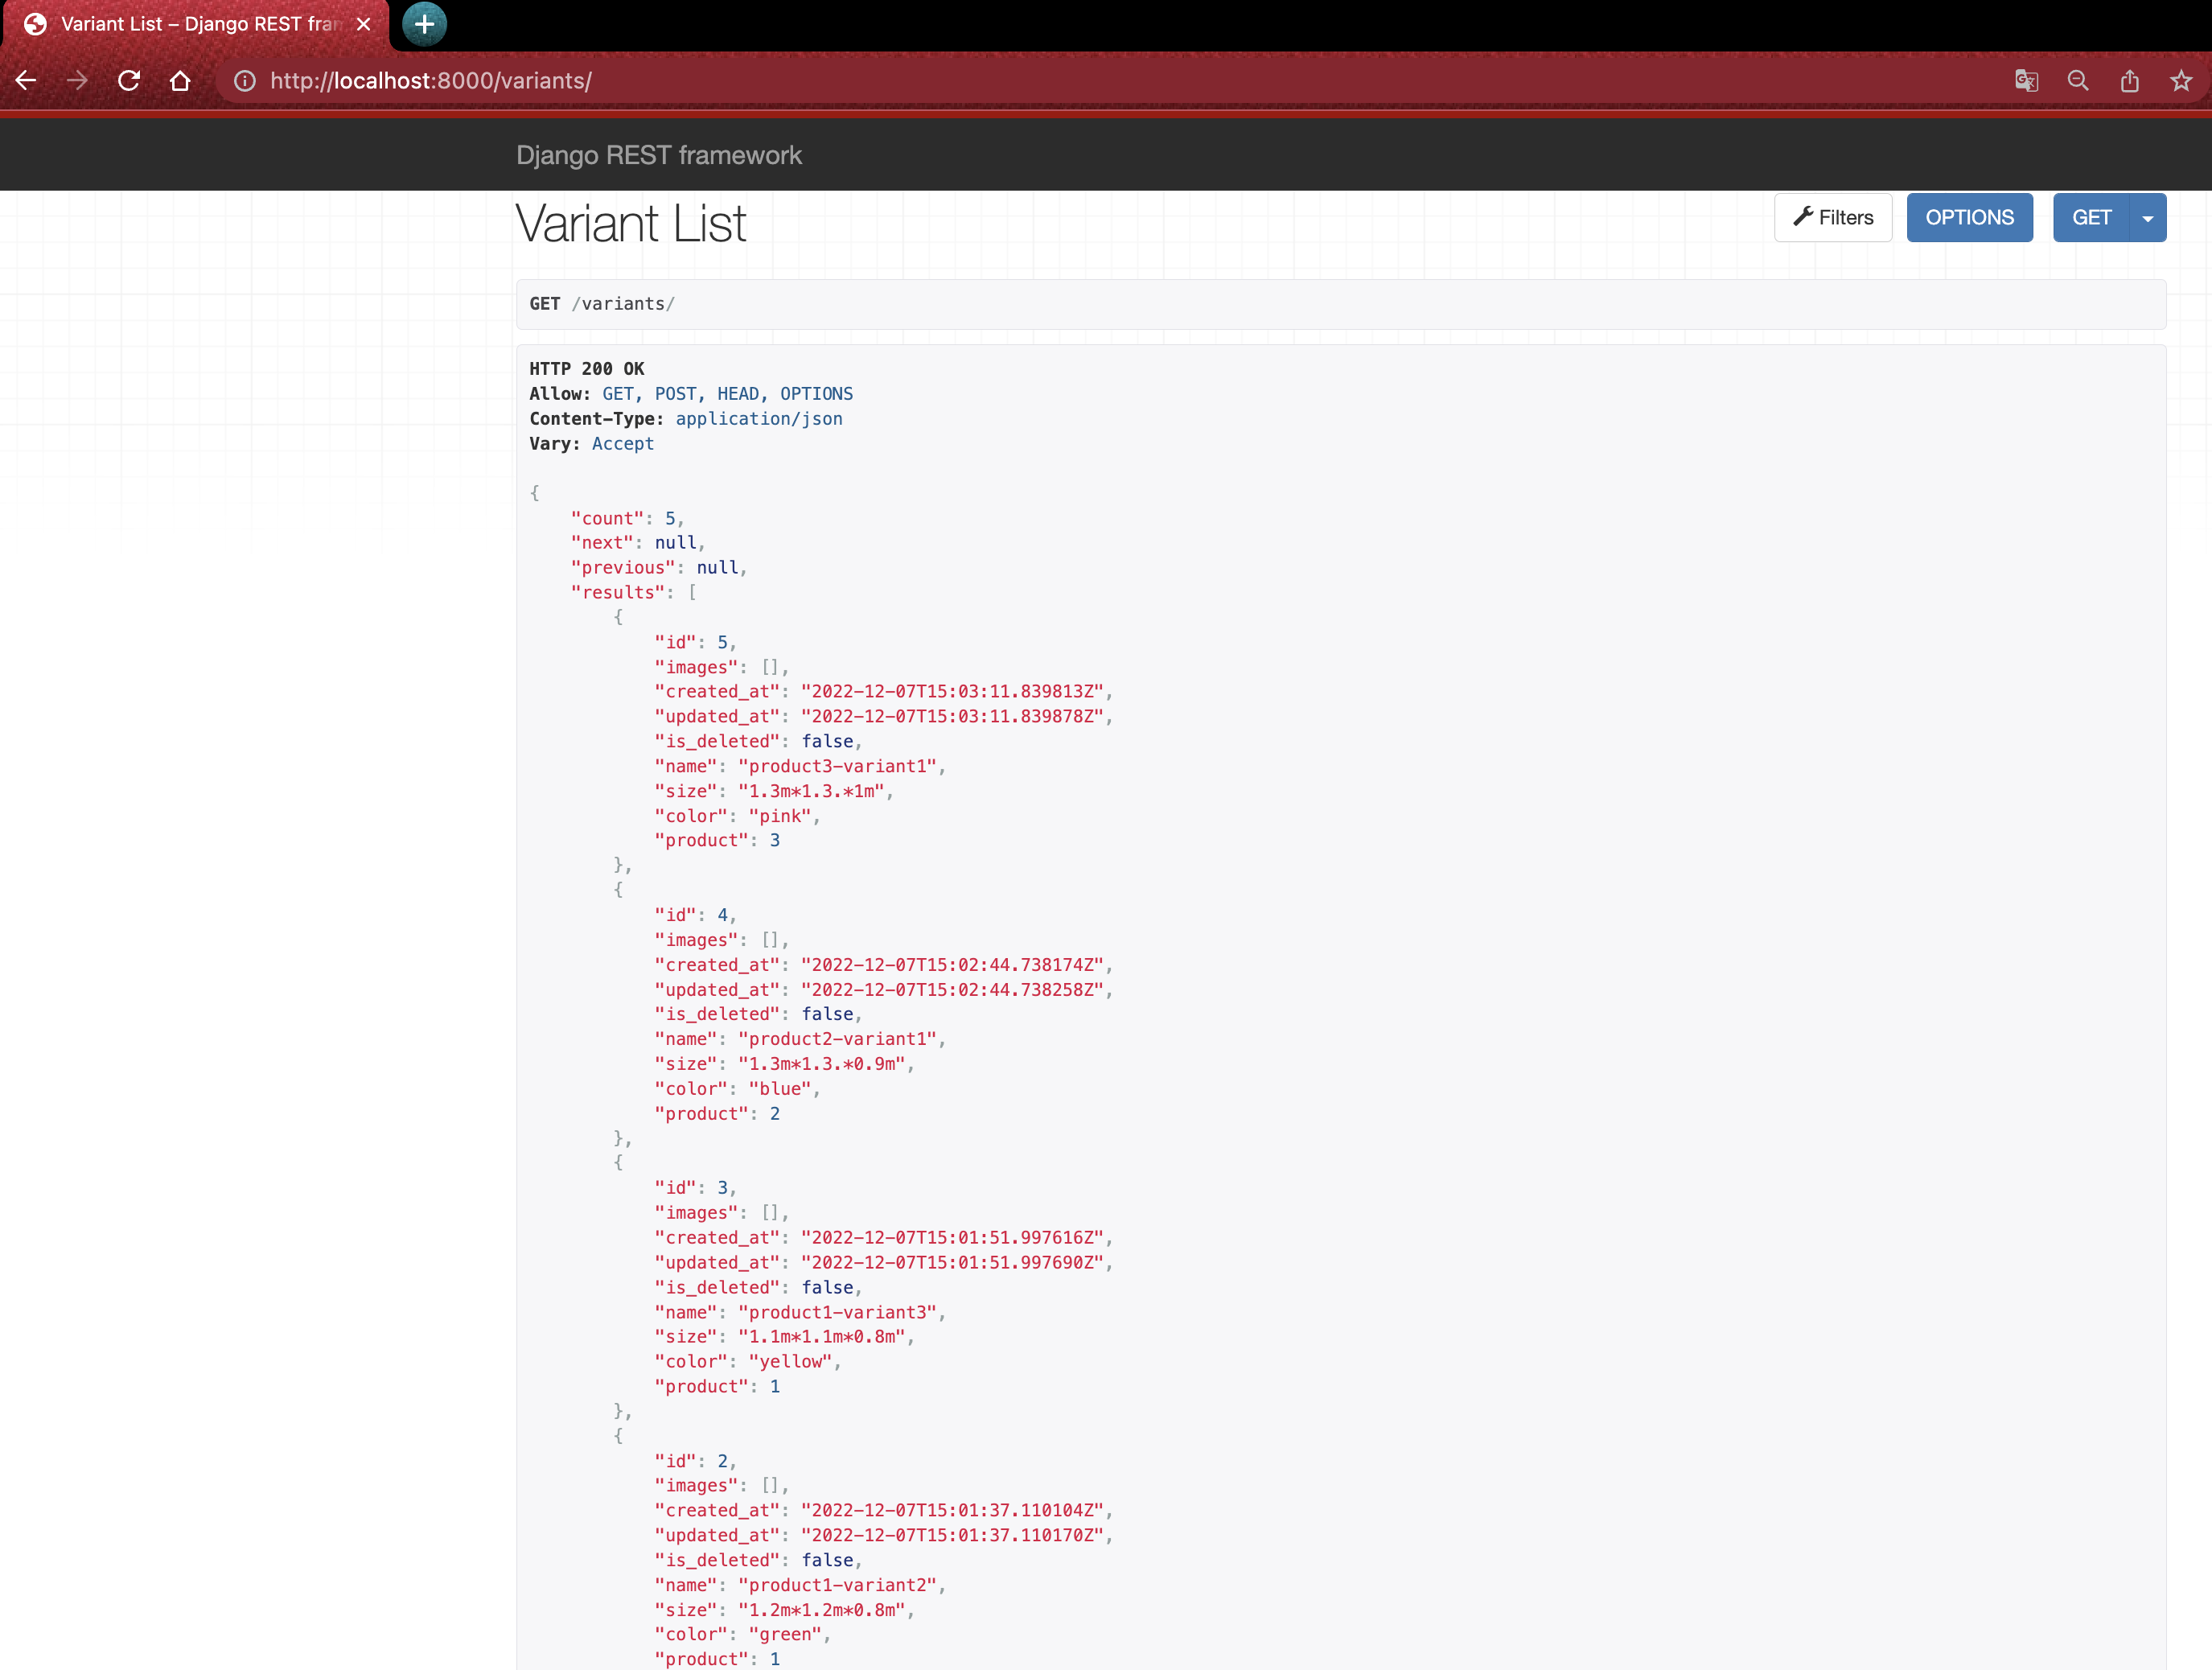 Variant List – Django REST fran
http://localhost:8000/variants/
Django REST framework
Variant List
Filters
OPTIONS
GET
GET /variants/
HTTP 200 OK
Allow: GET, POST, HEAD, OPTIONS
Content-Type: application/json
Vary: Accept
{
"count": 5,
"next": null,
"previous": null,
"results": [
{
"id": 5,
"images": [],
"created_at": "2022-12-07T15:03:11.839813Z",
"updated_at": "2022-12-07T15:03:11.839878Z",
"is_deleted": false,
"name": "product3-variant1",
"size": "1.3m*1.3.*1m",
"color": "pink",
"product": 3
},
{
"id": 4,
"images": [],
"created_at": "2022-12-07T15:02:44.738174Z",
"updated_at": "2022-12-07T15:02:44.738258Z",
"is_deleted": false,
"name": "product2-variant1",
"size": "1.3m*1.3.*0.9m",
"color": "blue",
"product": 2
},
{
"id": 3,
"images": [],
"created_at": "2022-12-07T15:01:51.997616Z",
"updated_at": "2022-12-07T15:01:51.997690Z",
"is_deleted": false,
"name": "product1-variant3",
"size": "1.1m*1.1m*0.8m",
"color": "yellow",
"product": 1
},
{
"id": 2,
"images": [],
"created_at": "2022-12-07T15:01:37.110104Z",
"updated_at": "2022-12-07T15:01:37.110170Z",
"is_deleted": false,
"name": "product1-variant2",
"size": "1.2m*1.2m*0.8m",
"color": "green",
"product": 1